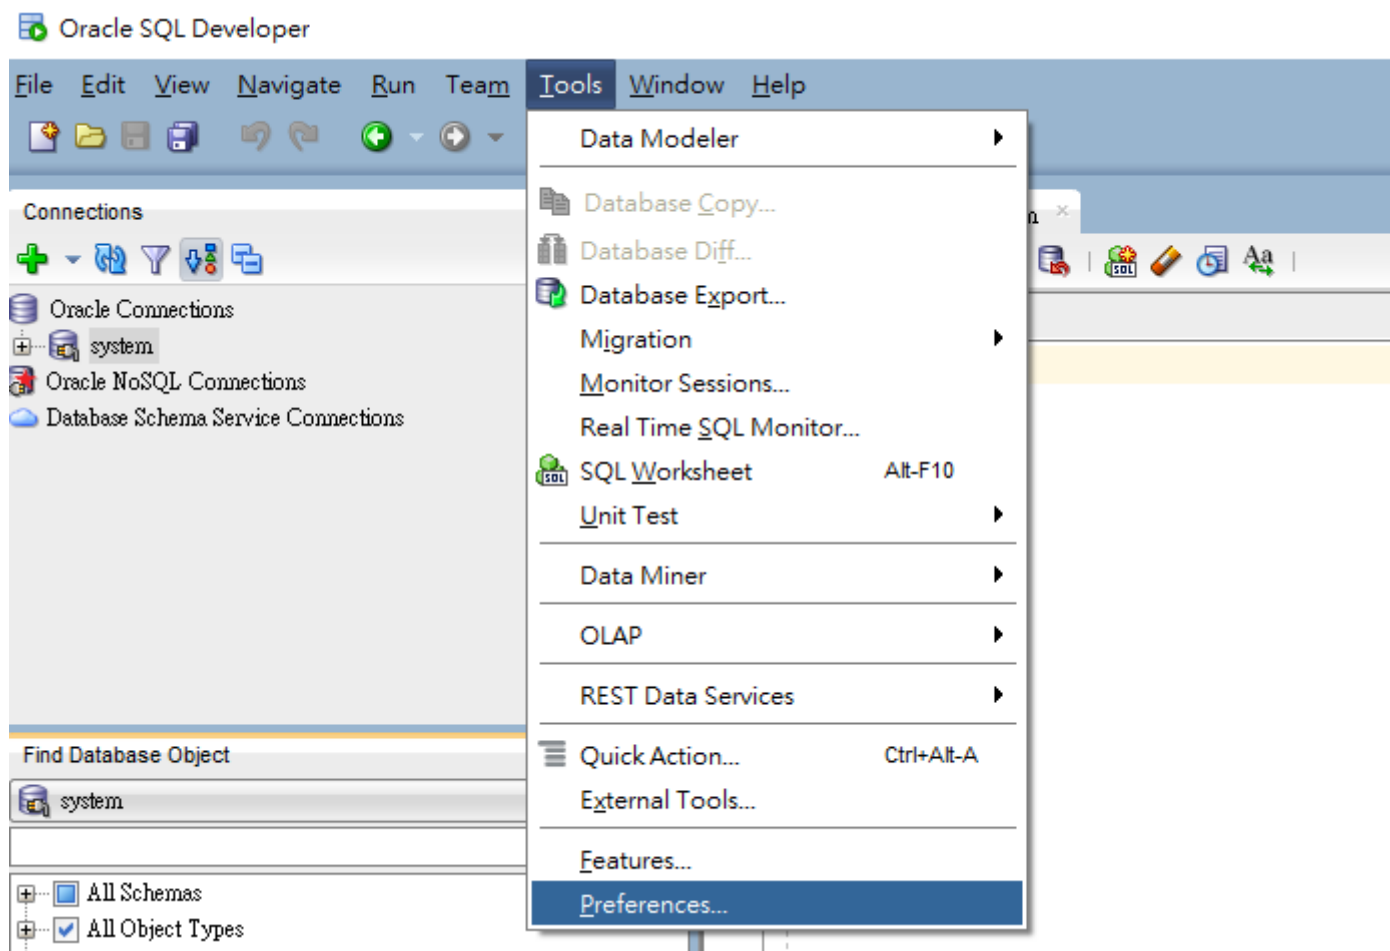 Oracle SQL Developer
File Edit View Navigate Run Team Tools Window Help
Data Modeler
Database Copy...
Database Diff...
Database Export...
Migration
Monitor Sessions...
Real Time SQL Monitor...
SQL Worksheet Alt-F10
Unit Test
Data Miner
OLAP
REST Data Services
Quick Action... Ctrl+Alt-A
External Tools...
Features...
Preferences...
Connections
Oracle Connections
system
Oracle NoSQL Connections
Database Schema Service Connections
Find Database Object
system
All Schemas
All Object Types
SQL
Aa